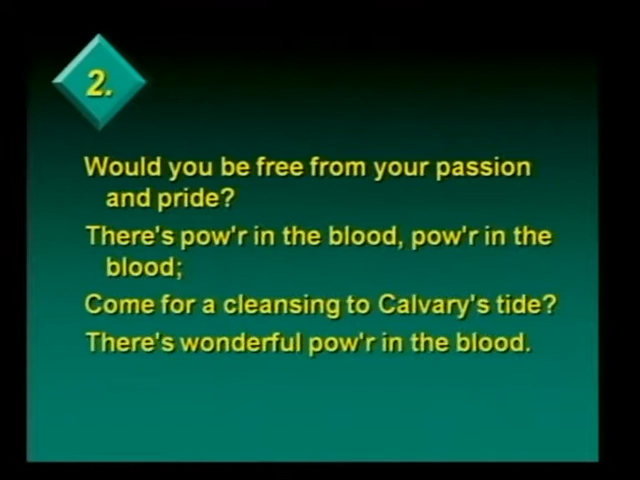 2.
Would you be free from your passion
and pride?
There's pow'r in the blood, pow'r in the
blood;
Come for a cleansing to Calvary's tide?
There's wonderful pow'r in the blood.